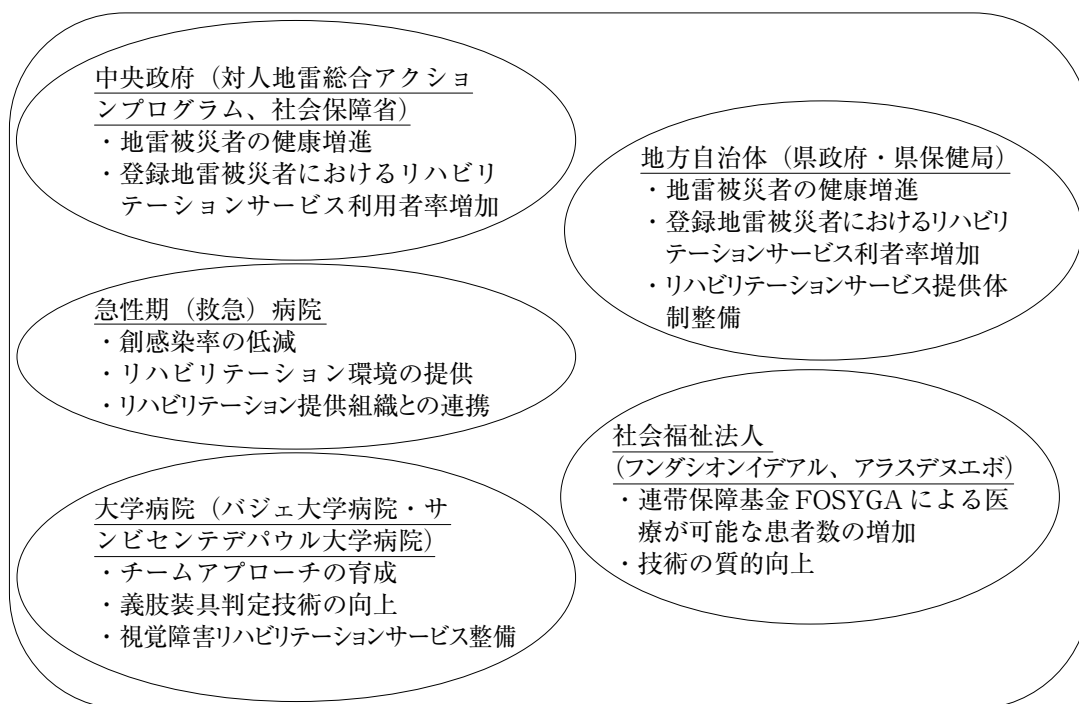 中央政府（対人地雷総合アクショ
ンプログラム、社会保障省）
・地雷被災者の健康増進
・登録地雷被災者におけるリハビリ
テーションサービス利用者率増加
急性期（救急）病院
・創感染率の低減
・リハビリテーション環境の提供
・リハビリテーション提供組織との連携
大学病院（バジェ大学病院・サ
ンビセンテデパウル大学病院）
・チームアプローチの育成
・義肢装具判定技術の向上
・視覚障害リハビリテーションサービス整備
地方自治体（県政府・県保健局）
・地雷被災者の健康増進
・登録地雷被災者におけるリハビリ
テーションサービス利者率増加
・リハビリテーションサービス提供体
制整備
社会福祉法人
（フンダシオンイデアル、アラスデヌエボ）
・連帯保障基金 FOSYGA による医
療が可能な患者数の増加
・技術の質的向上